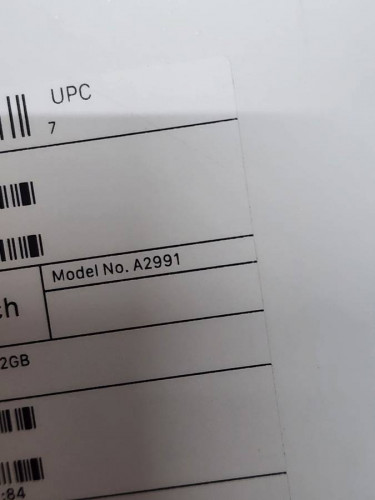 UPC
7
Model No. A2991
ch
2GB
:84